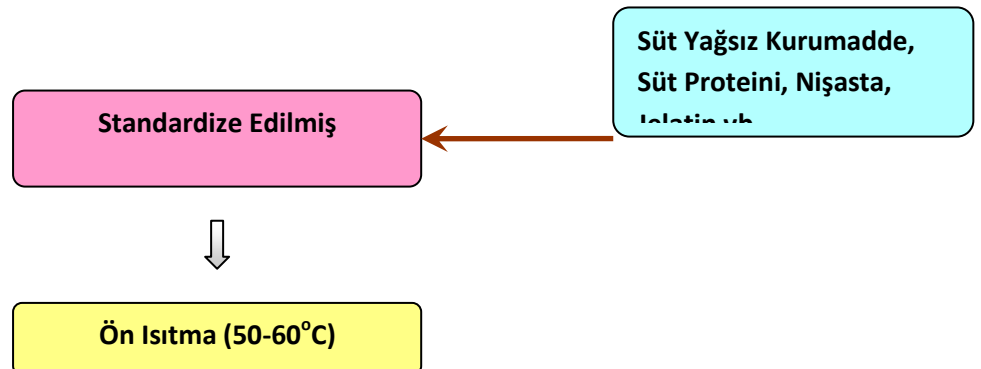 Süt Yağsız Kurumadde,
Süt Proteini, Nişasta,
Standardize Edilmiş
Ön Isıtma (50-60°C)